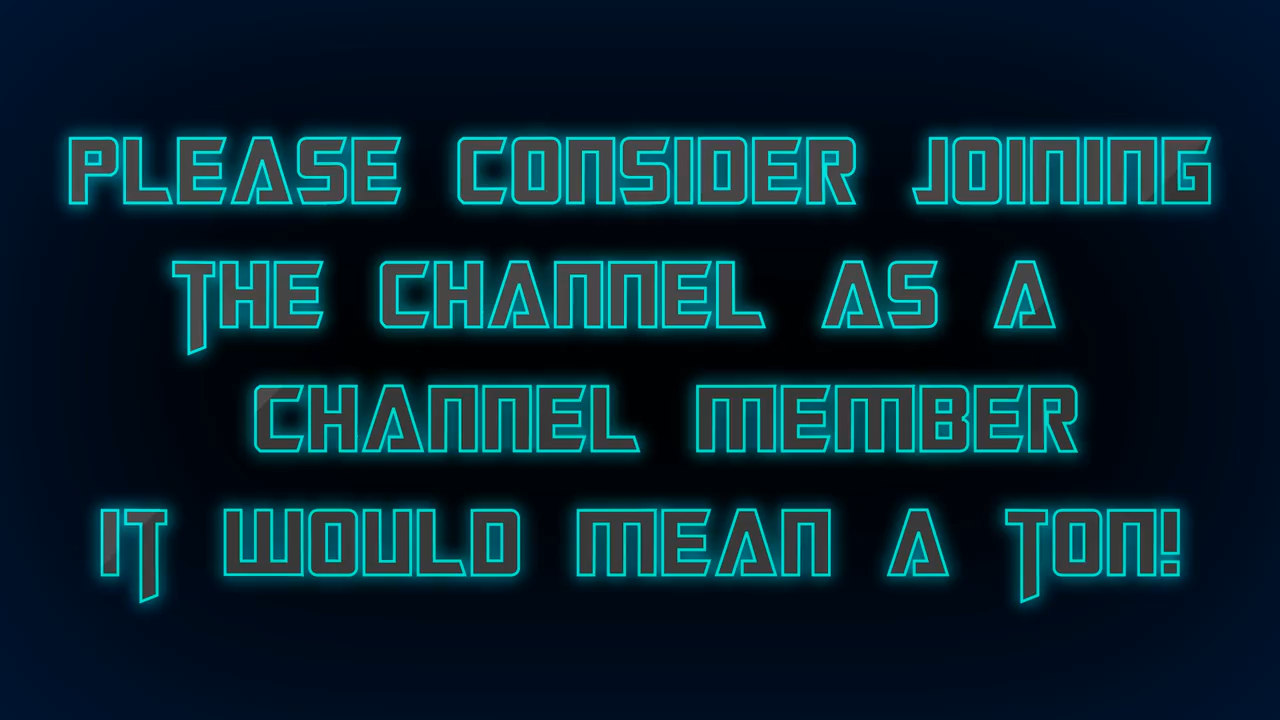 PLEASE CONSIDER JOINING
THE CHANNEL AS A
CHANNEL MEMBER
IT WOULD MEAN A TON!